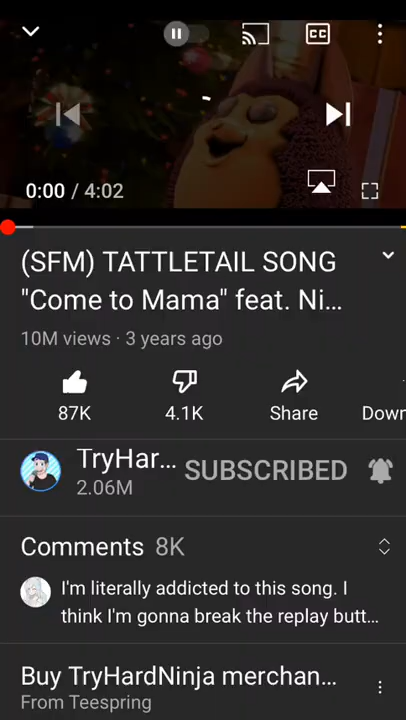 CC
0:00 / 4:02
(SFM) TATTLETAIL SONG
"Come to Mama" feat. Ni...
10M views · 3 years ago
87K
4.1K
Share
Down
TryHar...
SUBSCRIBED
2.06M
Comments 8K
I'm literally addicted to this song. I
think I'm gonna break the replay butt...
Buy TryHardNinja merchan...
From Teespring